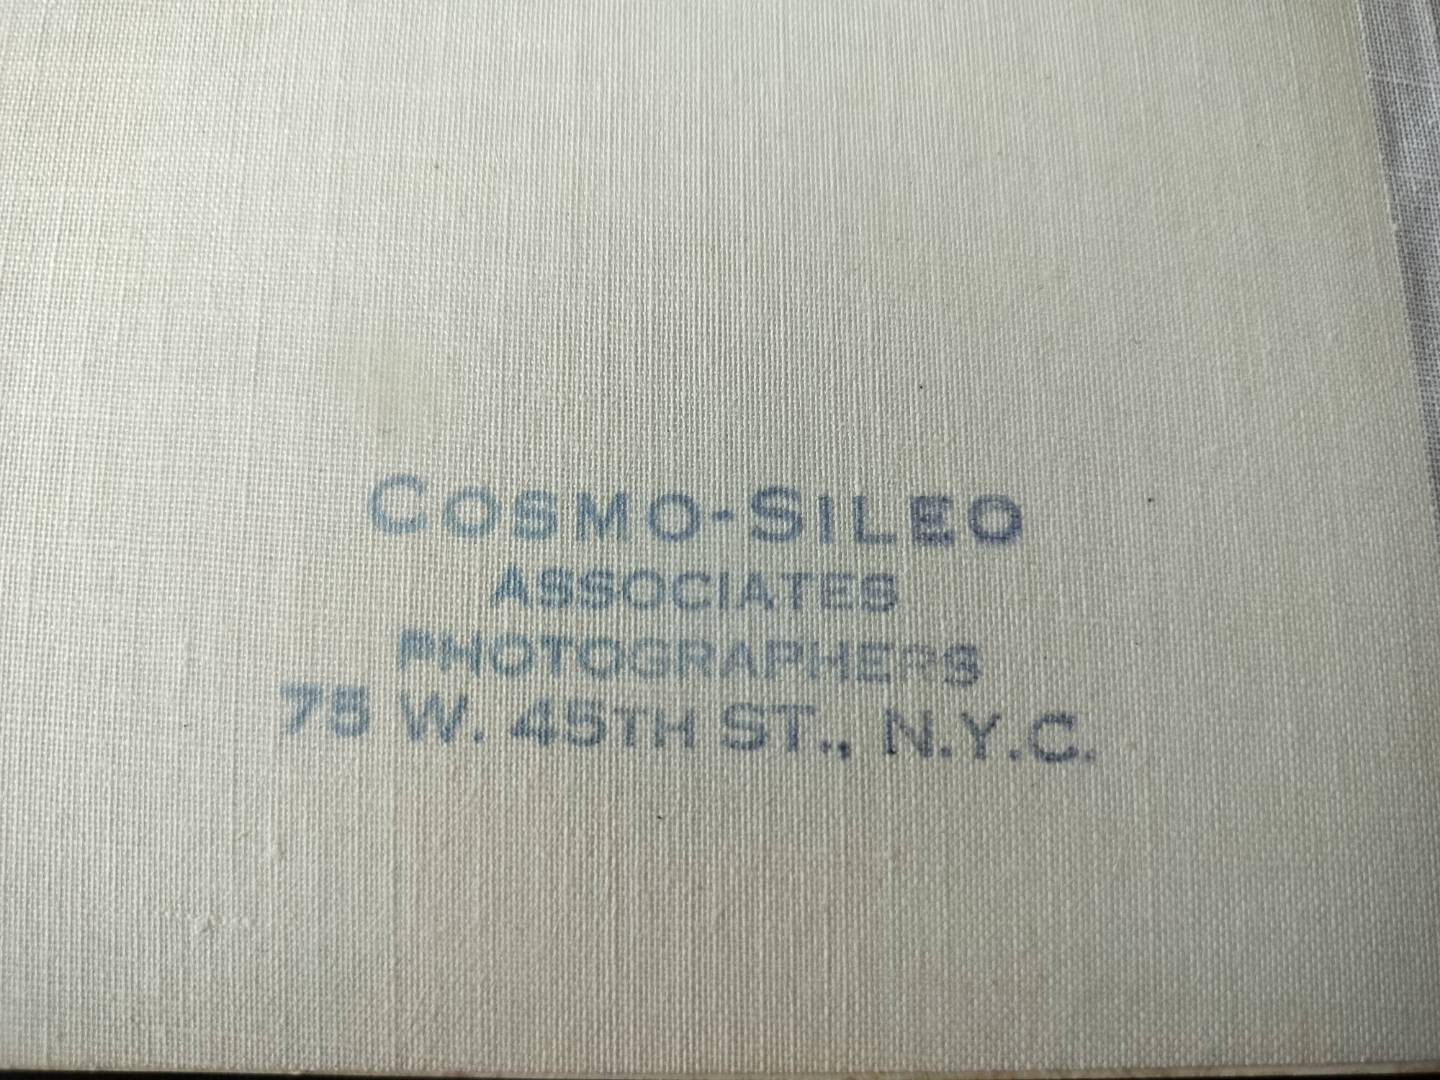 COSMO-SILEO
ASSOCIATES
PHOTOGRAPHERS
75 W. 45TH ST., N.Y.C.